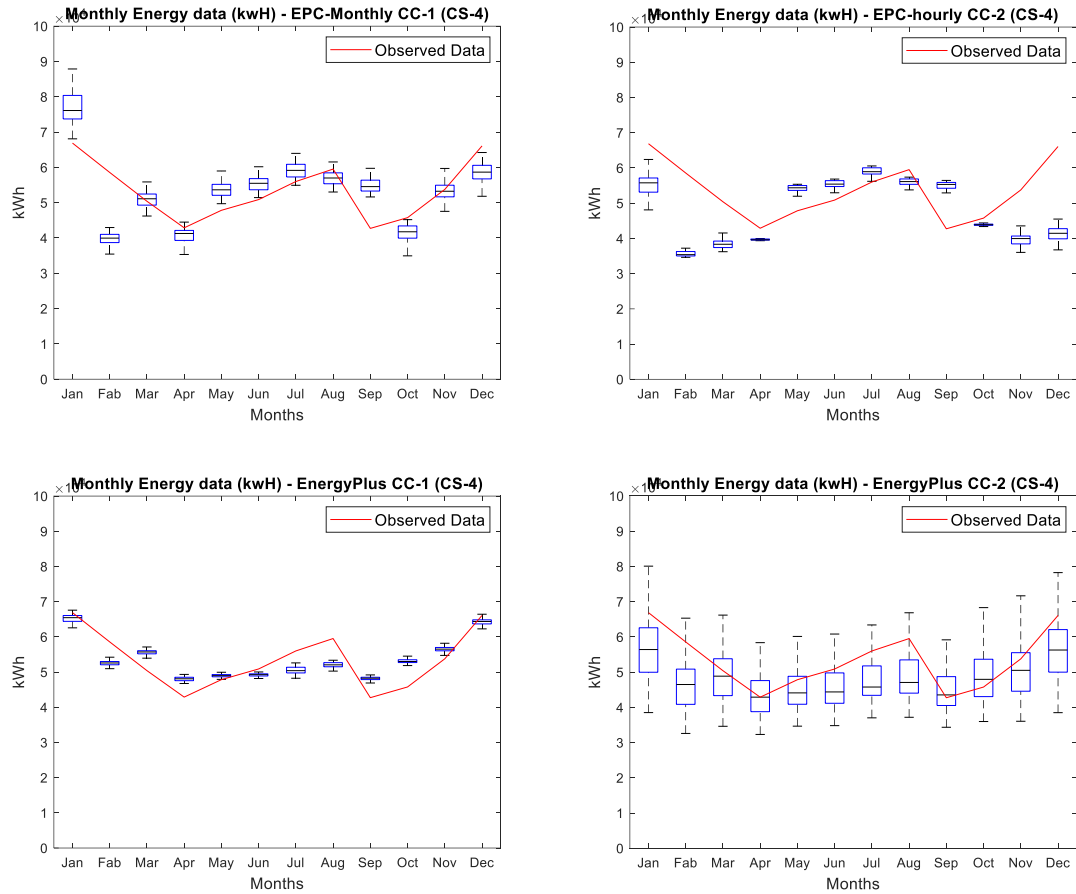 Monthly Energy data (kwH) - EPC-Monthly CC-1 (CS-4)
Observed Data
10
9
8
7
6
5
4
3
2
1
0
kWh
Jan Fab Mar Apr May Jun Jul Aug Sep Oct Nov Dec
Months
Monthly Energy data (kwH) - EPC-hourly CC-2 (CS-4)
Observed Data
10
9
8
7
6
5
4
3
2
1
0
kWh
Jan Fab Mar Apr May Jun Jul Aug Sep Oct Nov Dec
Months
Monthly Energy data (kwH) - EnergyPlus CC-1 (CS-4)
Observed Data
10
9
8
7
6
5
4
3
2
1
0
kWh
Jan Fab Mar Apr May Jun Jul Aug Sep Oct Nov Dec
Months
Monthly Energy data (kwH) - EnergyPlus CC-2 (CS-4)
Observed Data
10
9
8
7
6
5
4
3
2
1
0
kWh
Jan Fab Mar Apr May Jun Jul Aug Sep Oct Nov Dec
Months